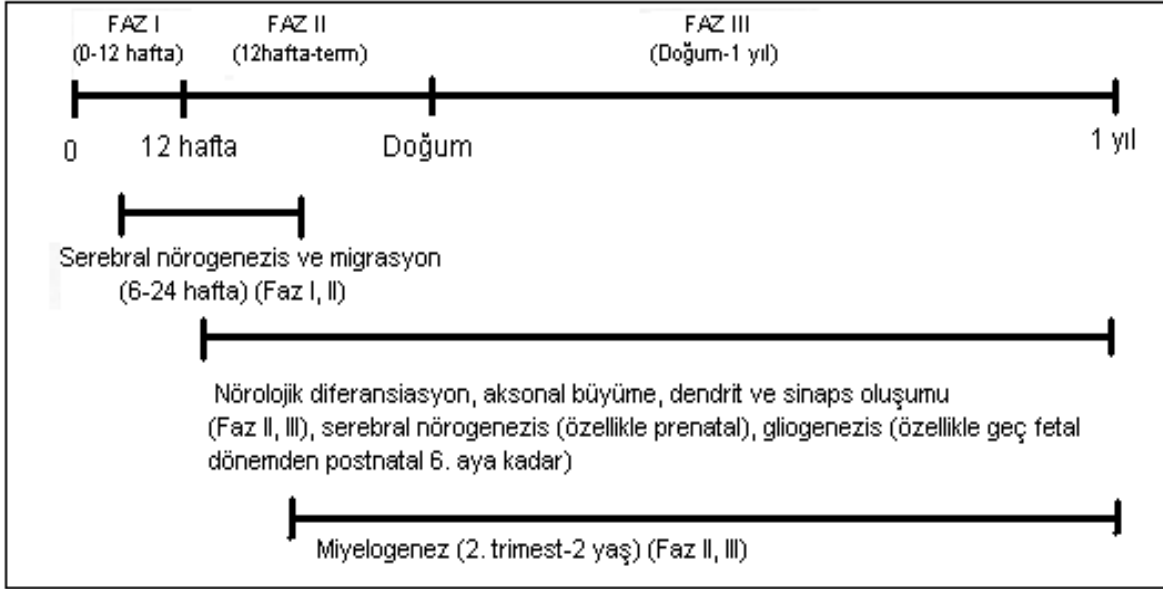 FAZ I
(0-12 hafta)
FAZ II
(12hafta-term)
FAZ III
(Doğum-1 yıl)
0
12 hafta
Doğum
1 yıl
Serebral nörogenezis ve migrasyon
(6-24 hafta) (Faz I, II)
Nörolojik diferansiasyon, aksonal büyüme, dendrit ve sinaps oluşumu
(Faz II, III), serebral nörogenezis (özellikle prenatal), gliogenezis (özellikle geç fetal
dönemden postnatal 6. aya kadar)
Miyelogenez (2. trimest-2 yaş) (Faz II, III)